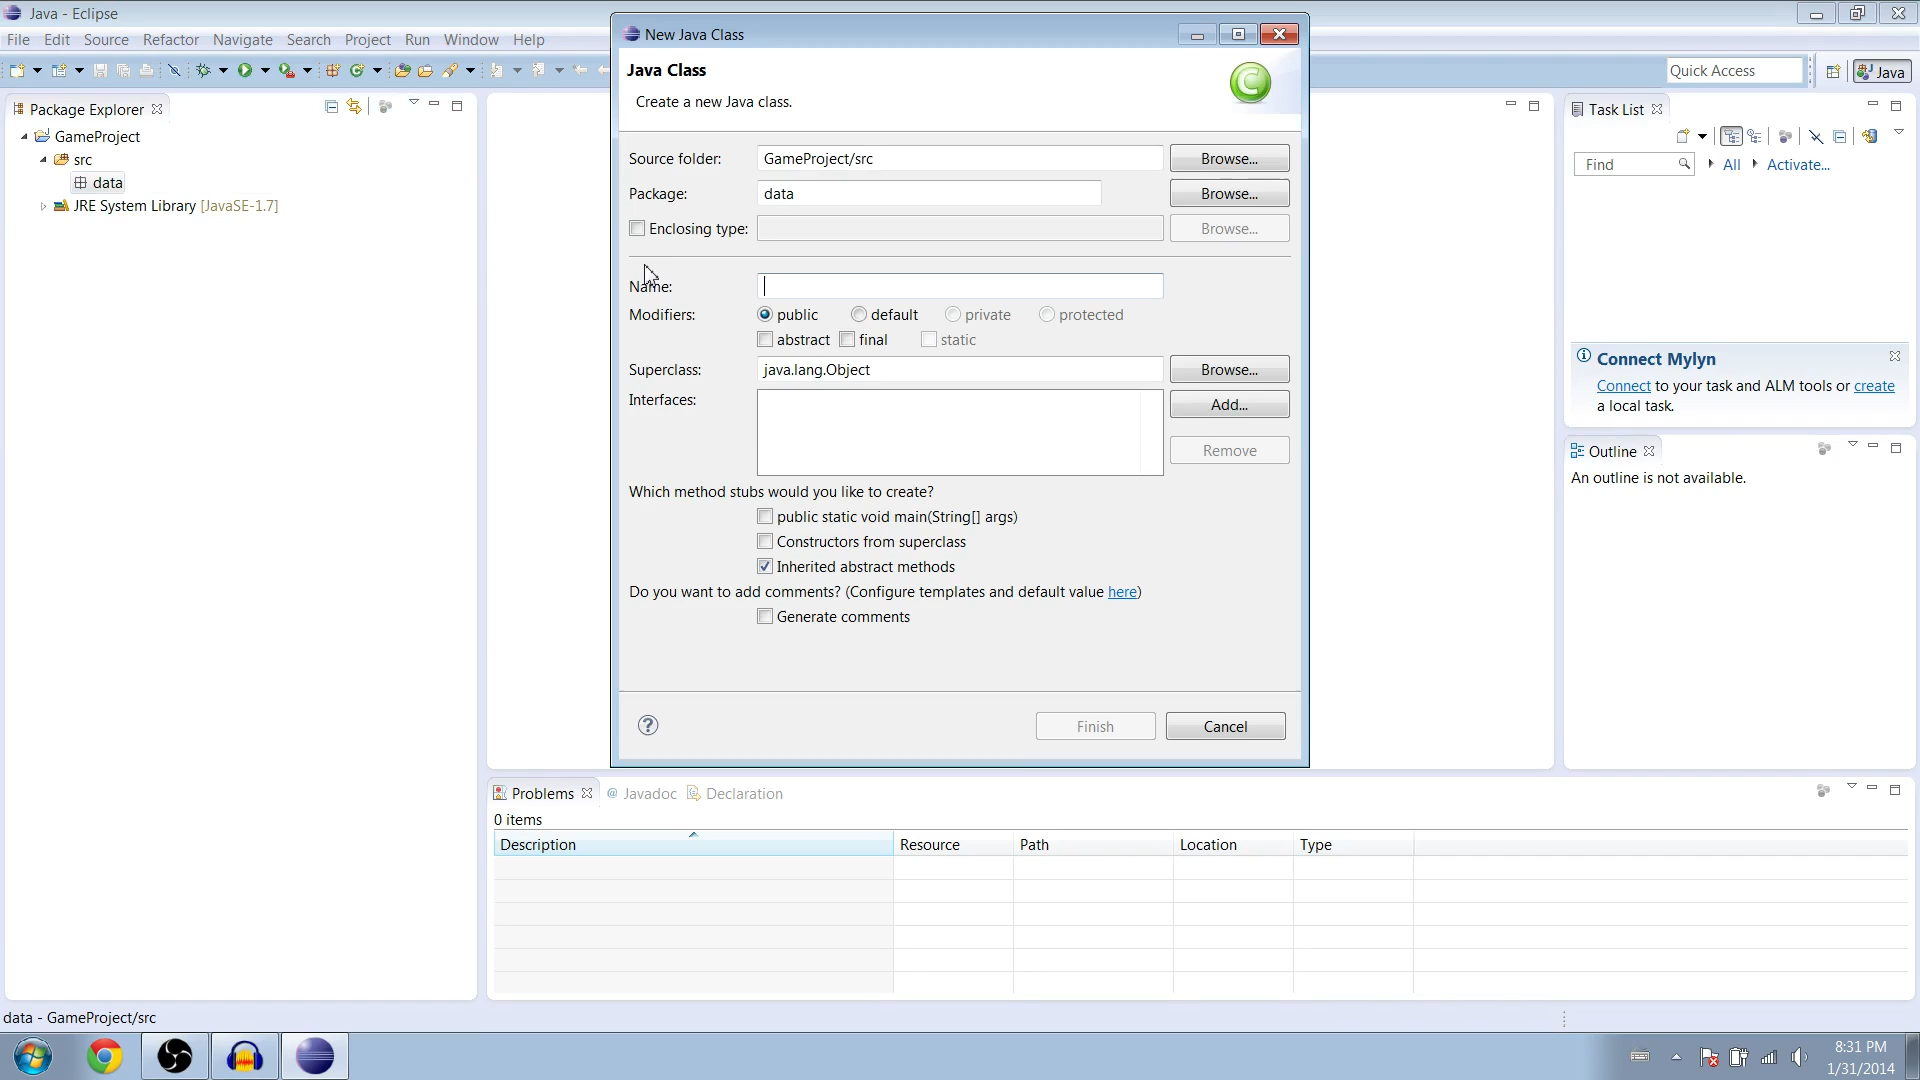 Java - Eclipse
File Edit Source Refactor Navigate Search Project Run Window Help
Quick Access
Java
Package Explorer
GameProject
src
data
JRE System Library [JavaSE-1.7]
New Java Class
Java Class
Create a new Java class.
Source folder: GameProject/src Browse...
Package: data Browse...
Enclosing type: Browse...
Name:
Modifiers: public default private protected
abstract final static
Superclass: java.lang.Object Browse...
Interfaces: Add...
Remove
Which method stubs would you like to create?
public static void main(String[] args)
Constructors from superclass
Inherited abstract methods
Do you want to add comments? (Configure templates and default value here)
Generate comments
Finish Cancel
Task List
Find All Activate...
Connect Mylyn
Connect to your task and ALM tools or create
a local task.
Outline
An outline is not available.
Problems @ Javadoc Declaration
0 items
Description Resource Path Location Type
data - GameProject/src
8:31 PM
1/31/2014